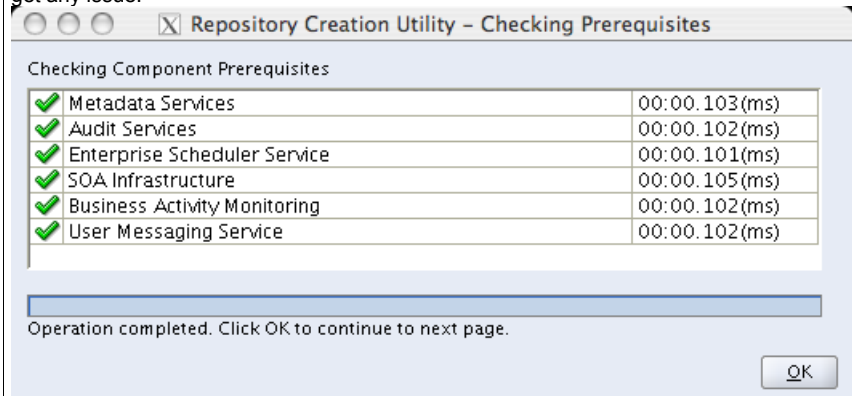 got any issue.
Repository Creation Utility – Checking Prerequisites
Checking Component Prerequisites
Metadata Services 00:00.103(ms)
Audit Services 00:00.102(ms)
Enterprise Scheduler Service 00:00.101(ms)
SOA Infrastructure 00:00.105(ms)
Business Activity Monitoring 00:00.102(ms)
User Messaging Service 00:00.102(ms)
Operation completed. Click OK to continue to next page.
OK